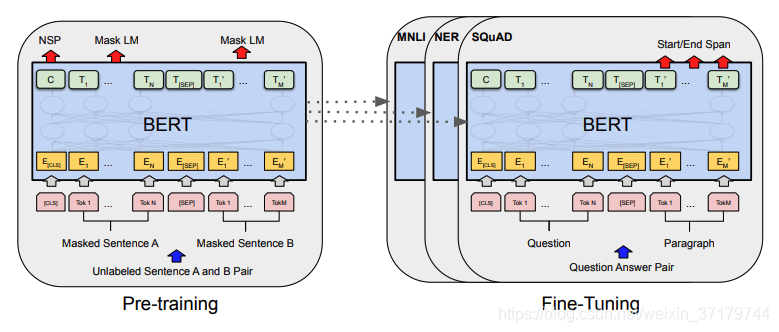 NSP Mask LM Mask LM
C T1 ... TN T[SEP] T1' ... TM'
BERT
E[CLS] E1 ... EN E[SEP] E1' ... EM'
[CLS] Tok 1 ... Tok N [SEP] Tok 1 ... TokM
Masked Sentence A Masked Sentence B
Unlabeled Sentence A and B Pair
Pre-training
MNLI NER SQuAD
Start/End Span
C T1 ... TN T[SEP] T1' ... TM'
BERT
E[CLS] E1 ... EN E[SEP] E1' ... EM'
[CLS] Tok 1 ... Tok N [SEP] Tok 1 ... TokM
Question Paragraph
Question Answer Pair
Fine-Tuning
https://blog.csdn.net/weixin_37179744